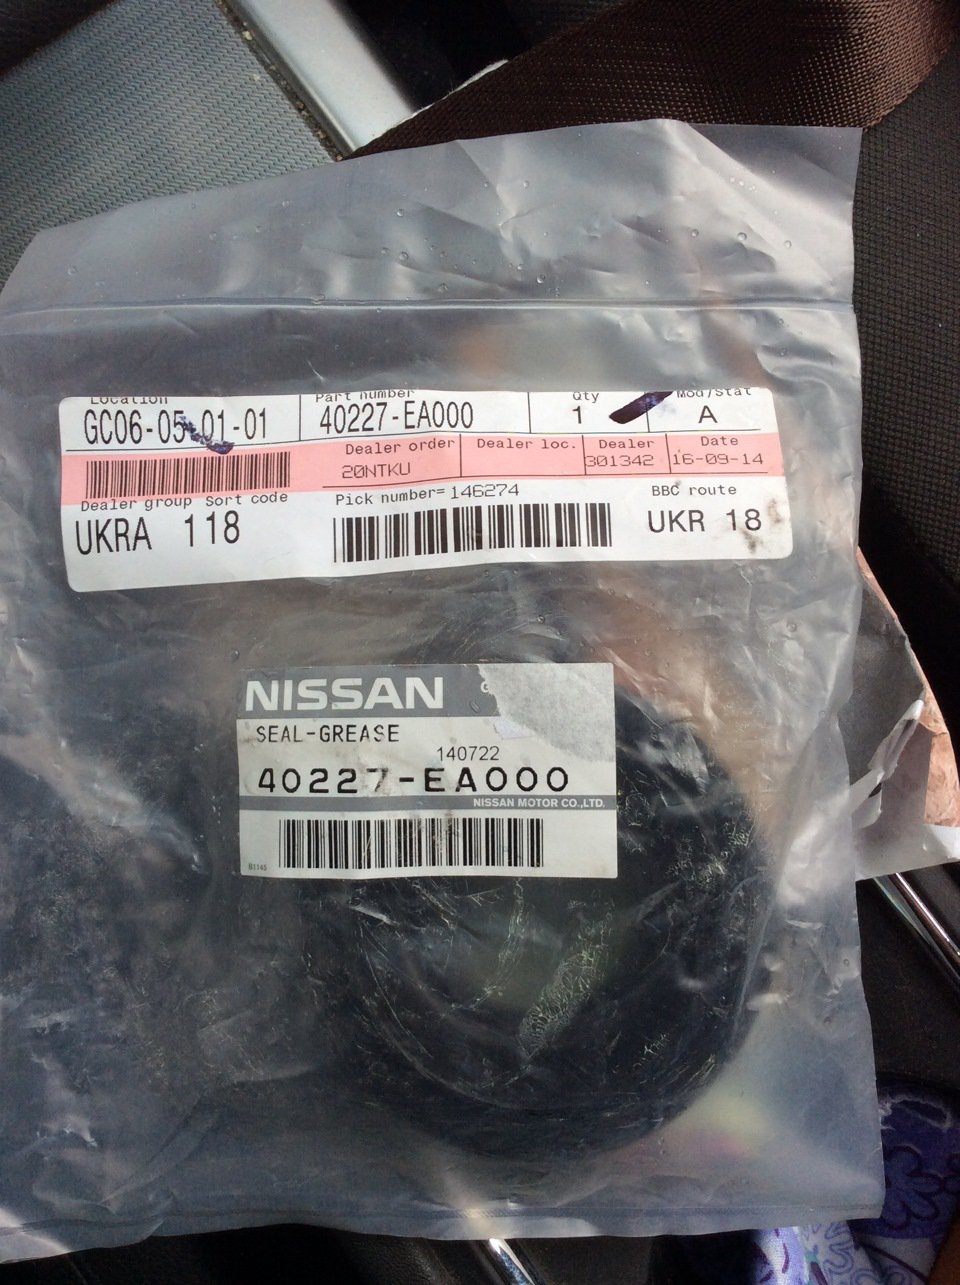 Location
Part number
Qty
Mod/Stat
GC06-05-01-01
40227-EA000
1
A
Dealer order
Dealer loc.
Dealer
Date
20NTKU
301342
16-09-14
Dealer group Sort code
Pick number= 146274
BBC route
UKRA 118
UKR 18
NISSAN
SEAL-GREASE
140722
40227-EA000
NISSAN MOTOR CO.,LTD.
B1145